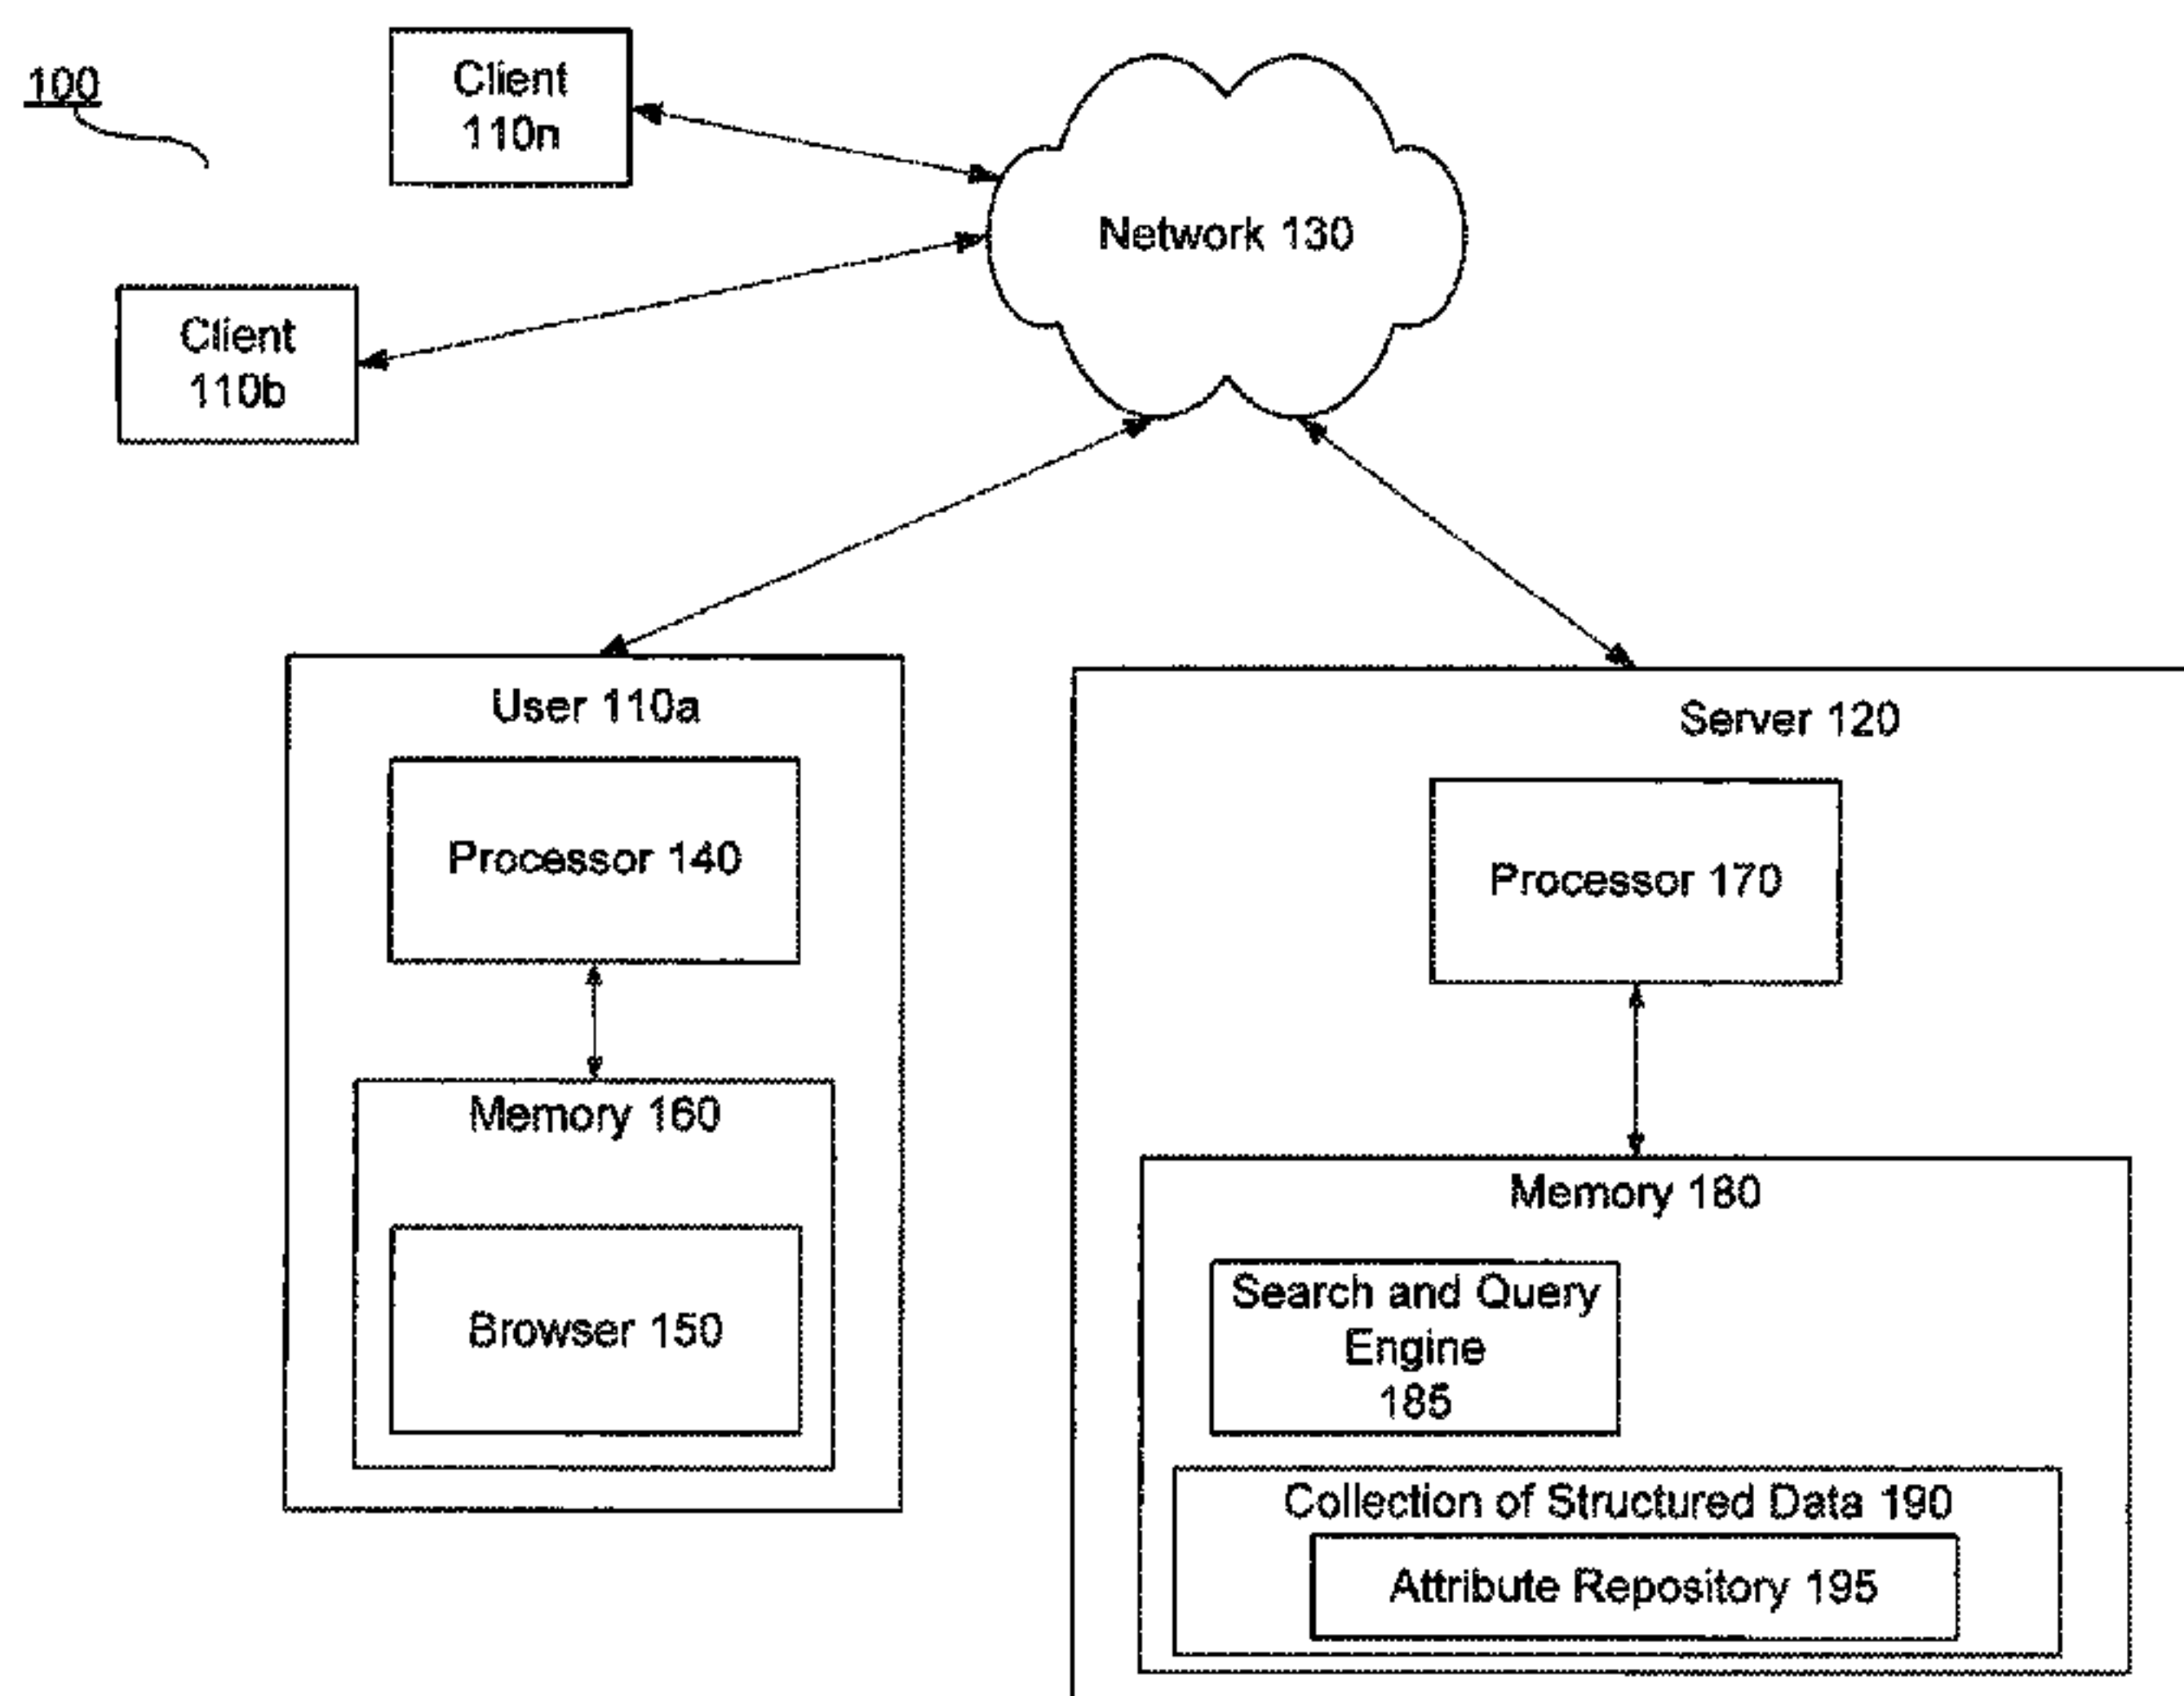 100
Client
110n
Network 130
Client
110b
User 110a
Server 120
Processor 140
Processor 170
Memory 160
Memory 180
Search and Query
Engine
185
Browser 150
Collection of Structured Data 190
Attribute Repository 195